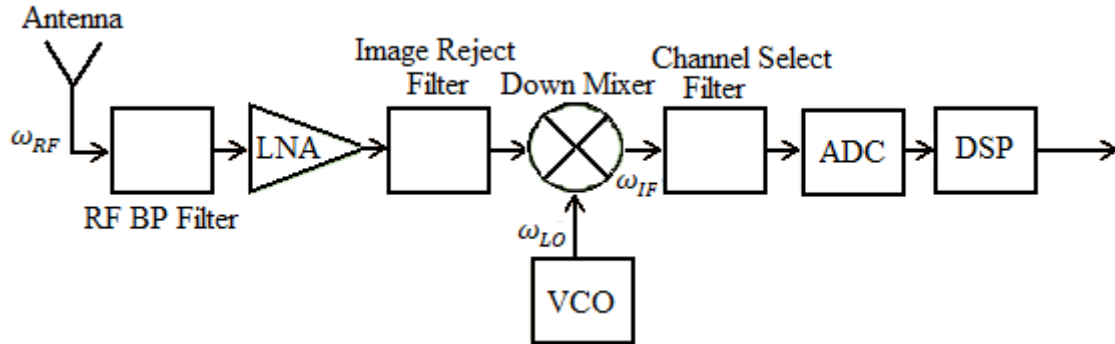 Antenna
Image Reject
Filter
Down Mixer
Channel Select
Filter
ω_RF
LNA
ω_IF
ADC
DSP
RF BP Filter
ω_LO
VCO